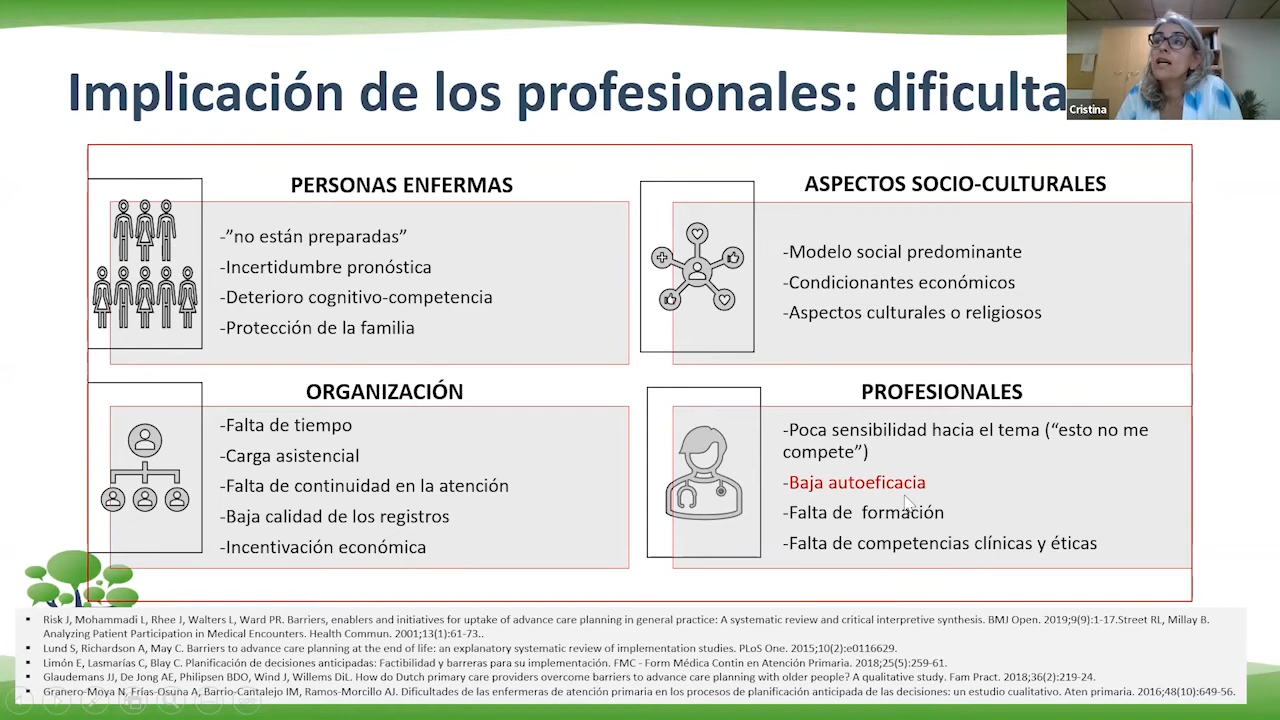 Implicación de los profesionales: dificulta
Cristina
PERSONAS ENFERMAS
-”no están preparadas”
-Incertidumbre pronóstica
-Deterioro cognitivo-competencia
-Protección de la familia
ASPECTOS SOCIO-CULTURALES
-Modelo social predominante
-Condicionantes económicos
-Aspectos culturales o religiosos
ORGANIZACIÓN
-Falta de tiempo
-Carga asistencial
-Falta de continuidad en la atención
-Baja calidad de los registros
-Incentivación económica
PROFESIONALES
-Poca sensibilidad hacia el tema (“esto no me
compete”)
-Baja autoeficacia
-Falta de formación
-Falta de competencias clínicas y éticas
Risk J, Mohammadi L, Rhee J, Walters L, Ward PR. Barriers, enablers and initiatives for uptake of advance care planning in general practice: A systematic review and critical interpretive synthesis. BMJ Open. 2019;9(9):1-17.Street RL, Millay B.
Analyzing Patient Participation in Medical Encounters. Health Commun. 2001;13(1):61-73..
Lund S, Richardson A, May C. Barriers to advance care planning at the end of life: an explanatory systematic review of implementation studies. PLoS One. 2015;10(2):e0116629.
Limón E, Lasmarías C, Blay C. Planificación de decisiones anticipadas: Factibilidad y barreras para su implementación. FMC - Form Médica Contin en Atención Primaria. 2018;25(5):259-61.
Glaudemans JJ, De Jong AE, Philipsen BDO, Wind J, Willems DiL. How do Dutch primary care providers overcome barriers to advance care planning with older people? A qualitative study. Fam Pract. 2018;36(2):219-24.
Granero-Moya N, Frías-Osuna A, Barrio-Cantalejo IM, Ramos-Morcillo AJ. Dificultades de las enfermeras de atención primaria en los procesos de planificación anticipada de las decisiones: un estudio cualitativo. Aten primaria. 2016;48(10):649-56.